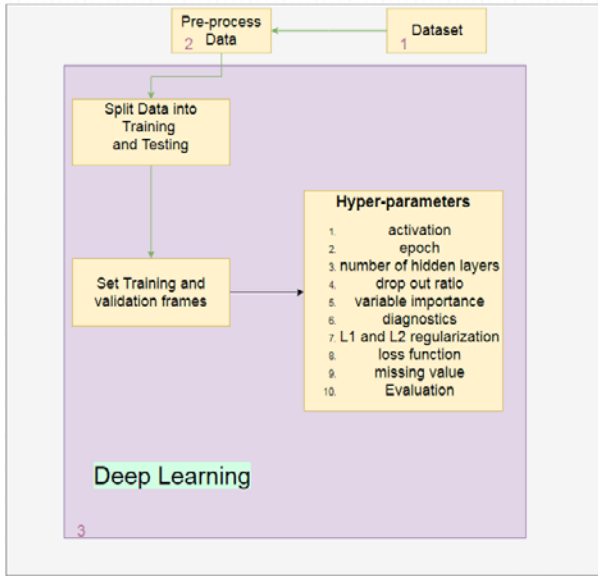 Pre-process
Data
2
Dataset
1
Split Data into
Training
and Testing
Set Training and
validation frames
Hyper-parameters
1. activation
2. epoch
3. number of hidden layers
4. drop out ratio
5. variable importance
6. diagnostics
7. L1 and L2 regularization
8. loss function
9. missing value
10. Evaluation
Deep Learning
3